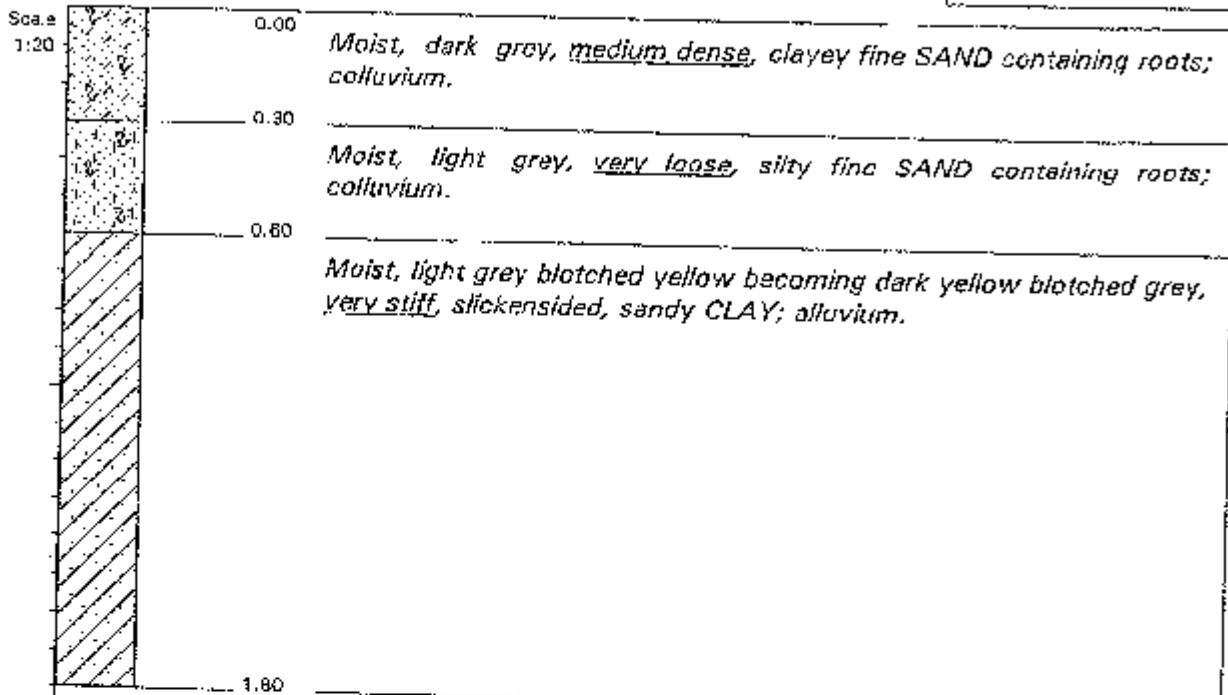 Scale
1:20
0.00
Moist, dark grey, medium dense, clayey fine SAND containing roots;
colluvium.
0.30
Moist, light grey, very loose, silty fine SAND containing roots;
colluvium.
0.60
Moist, light grey blotched yellow becoming dark yellow blotched grey,
very stiff, slickensided, sandy CLAY; alluvium.
1.80